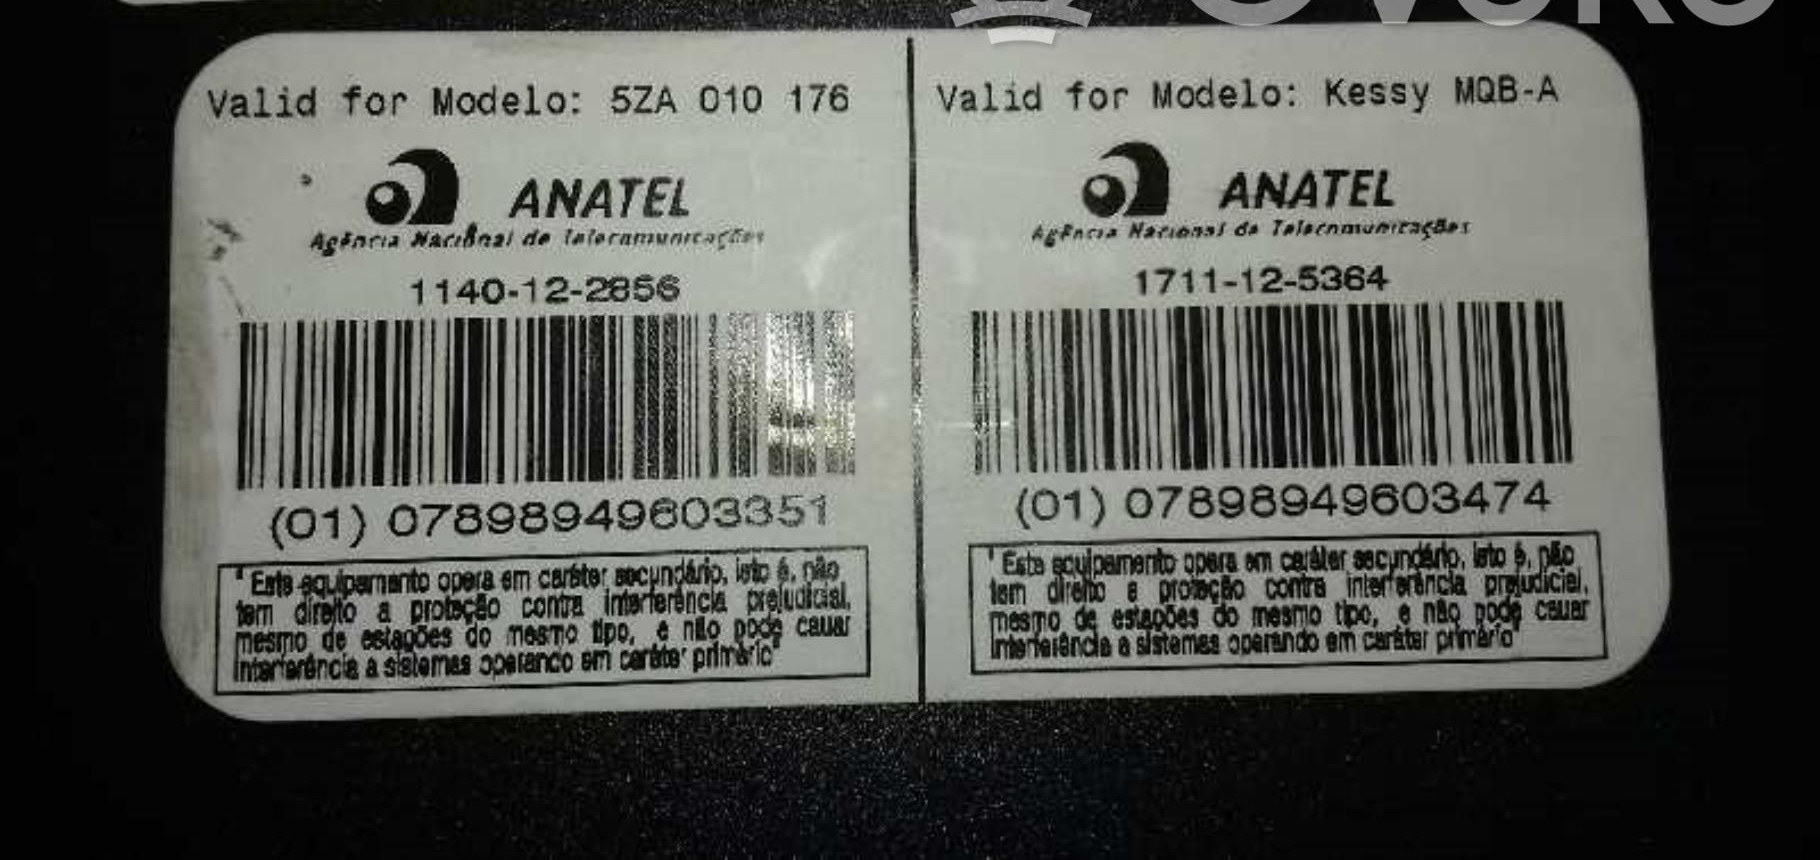 Valid for Modelo: 5ZA 010 176
ANATEL
Agência Nacional de Telecomunicações
1140-12-2856
(01) 07898949603351
"Este equipamento opera em caráter secundário, isto é, não
tem direito a proteção contra interferência prejudicial,
mesmo de estações do mesmo tipo, e não pode cauar
interferência a sistemas operando em caráter primário"
Valid for Modelo: Kessy MQB-A
ANATEL
Agência Nacional de Telecomunicações
1711-12-5364
(01) 07898949603474
"Este equipamento opera em caráter secundário, isto é, não
tem direito a proteção contra interferência prejudicial,
mesmo de estações do mesmo tipo, e não pode cauar
interferência a sistemas operando em caráter primário"